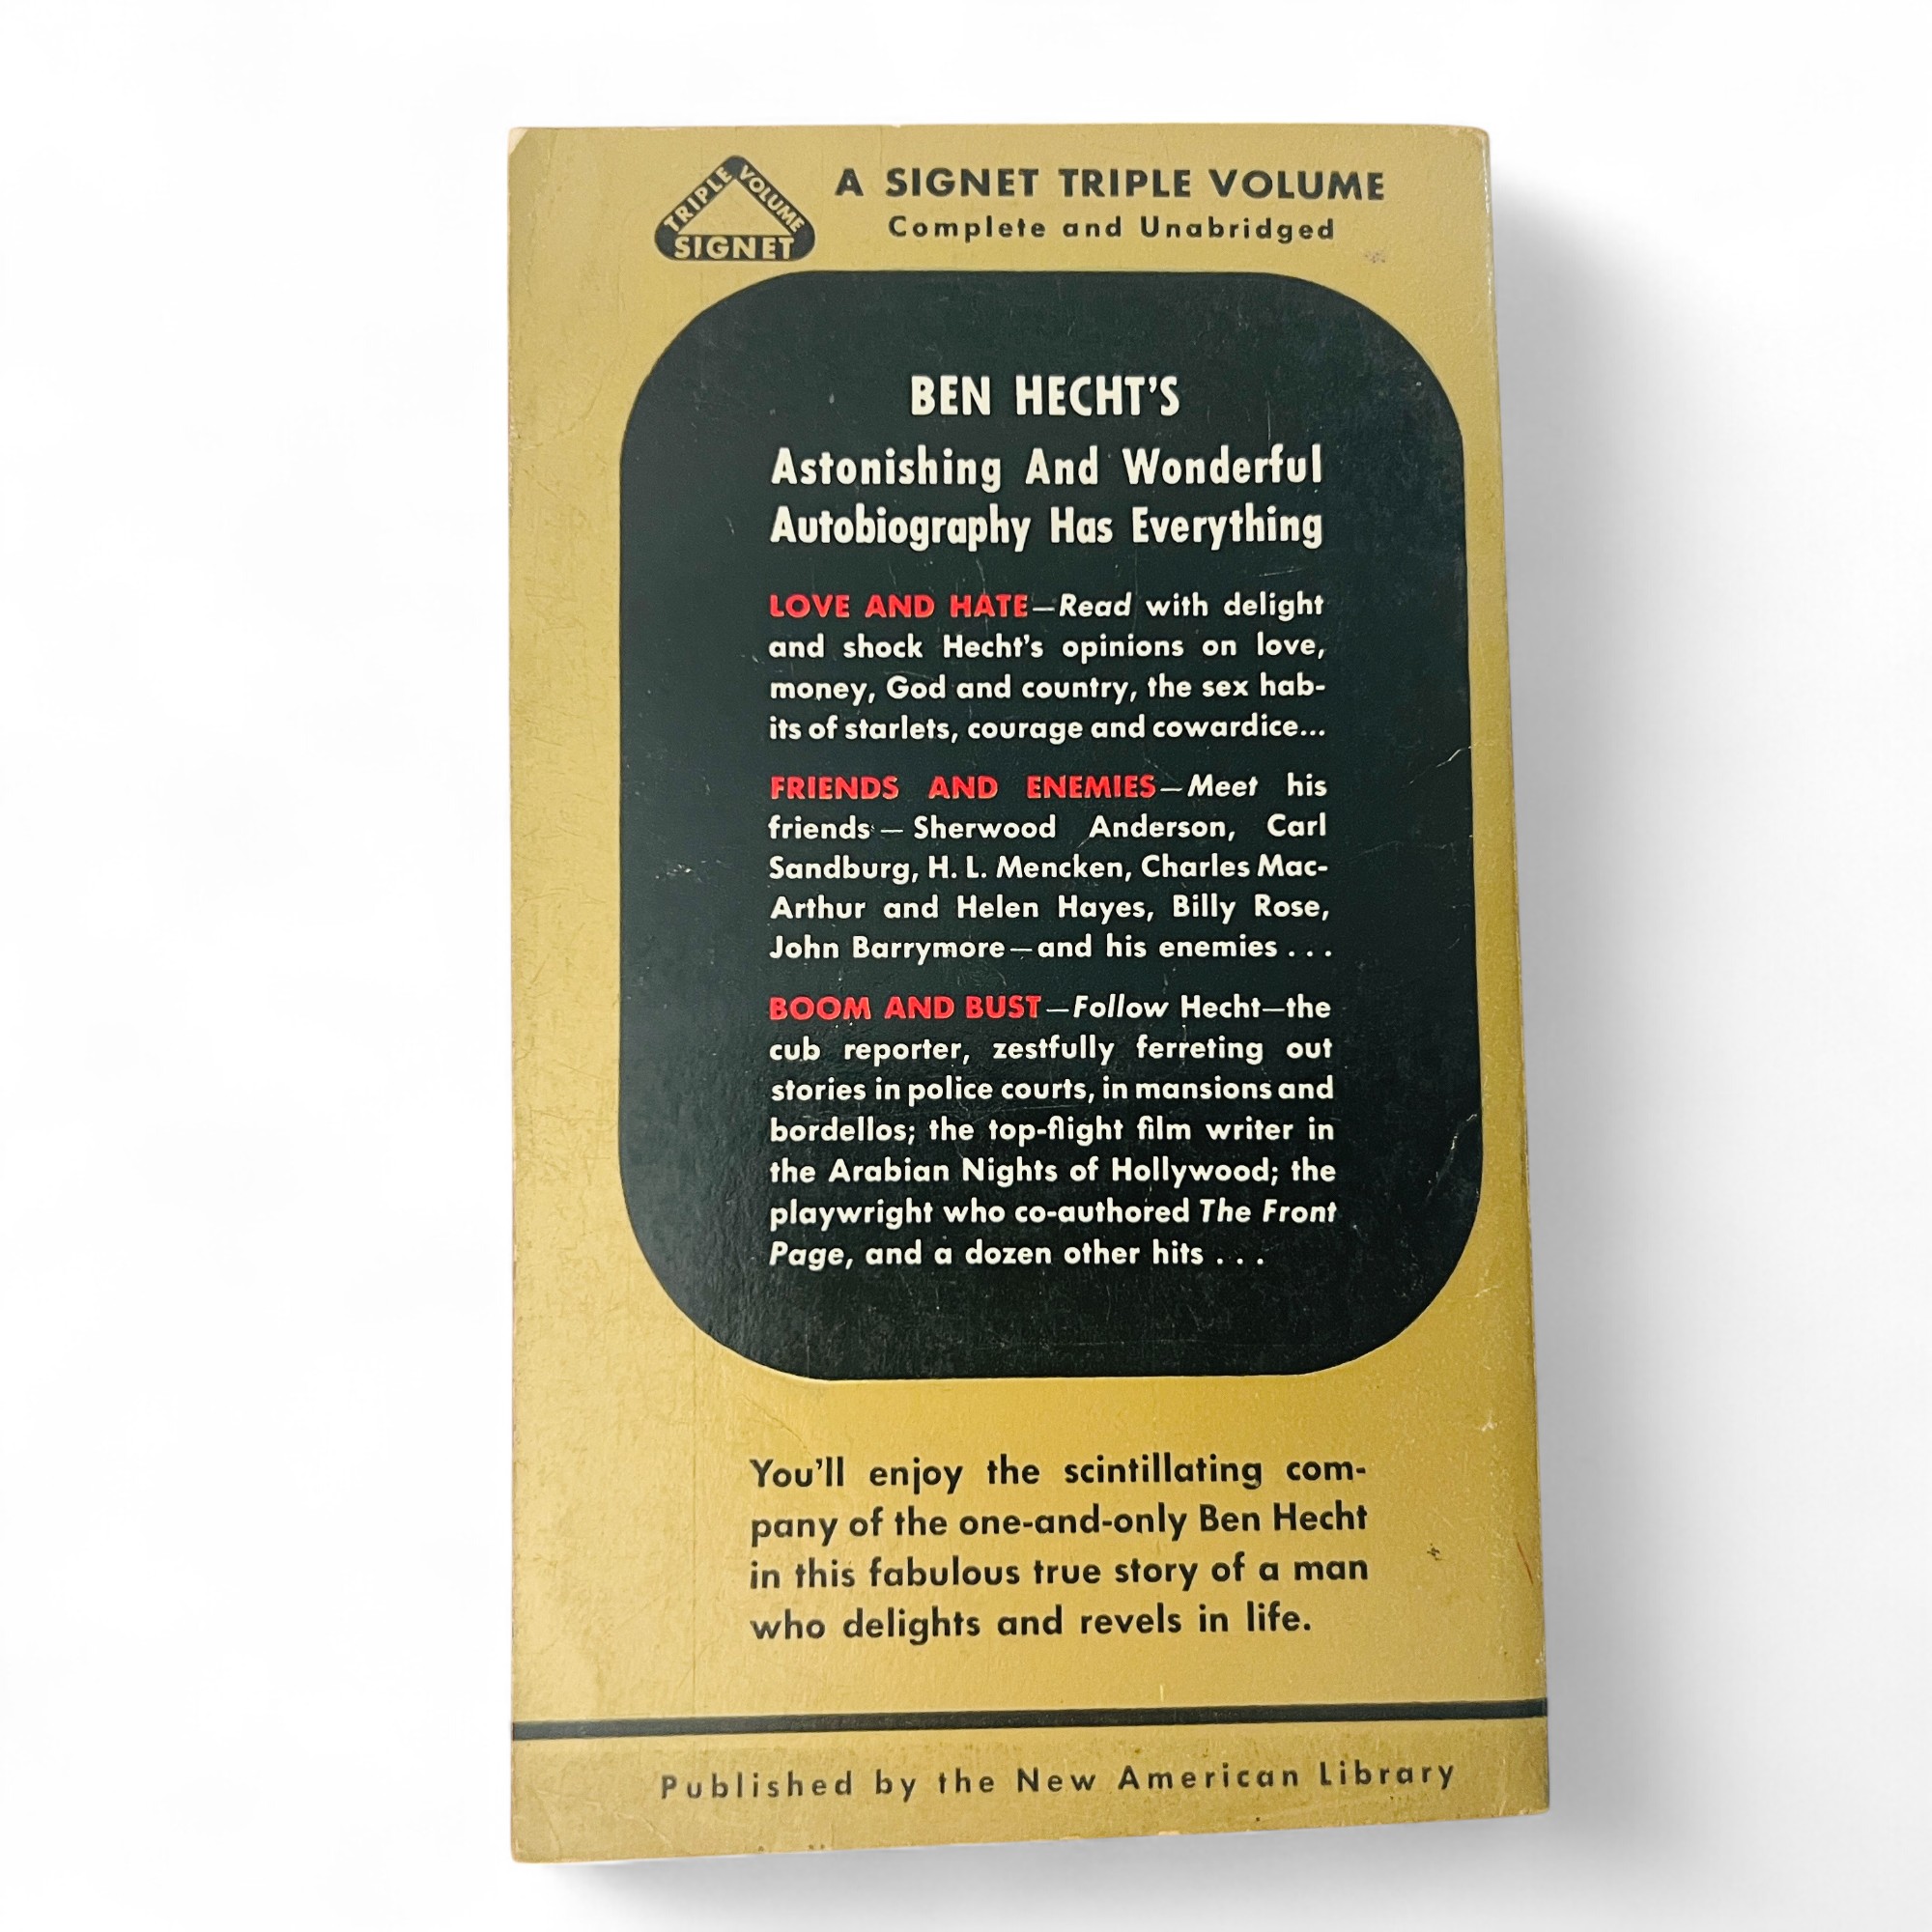 TRIPLE VOLUME
SIGNET
A SIGNET TRIPLE VOLUME
Complete and Unabridged
BEN HECHT'S
Astonishing And Wonderful
Autobiography Has Everything
LOVE AND HATE—Read with delight
and shock Hecht's opinions on love,
money, God and country, the sex hab-
its of starlets, courage and cowardice...
FRIENDS AND ENEMIES—Meet his
friends — Sherwood Anderson, Carl
Sandburg, H. L. Mencken, Charles Mac-
Arthur and Helen Hayes, Billy Rose,
John Barrymore—and his enemies . . .
BOOM AND BUST—Follow Hecht—the
cub reporter, zestfully ferreting out
stories in police courts, in mansions and
bordellos; the top-flight film writer in
the Arabian Nights of Hollywood; the
playwright who co-authored The Front
Page, and a dozen other hits . . .
You'll enjoy the scintillating com-
pany of the one-and-only Ben Hecht
in this fabulous true story of a man
who delights and revels in life.
Published by the New American Library